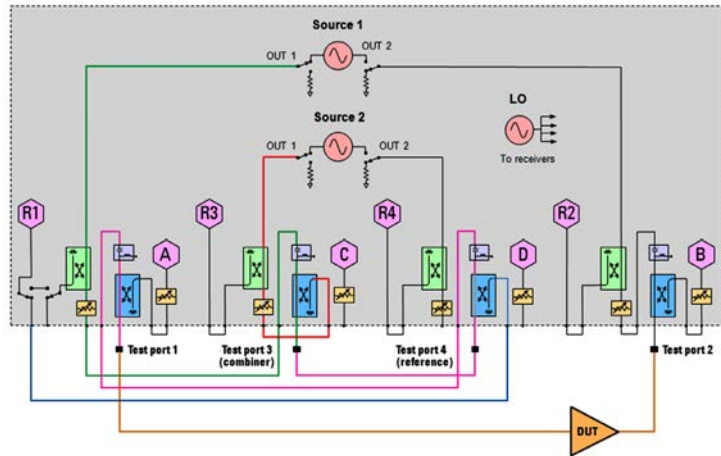 Source 1
OUT 1
OUT 2
Source 2
OUT 1
OUT 2
LO
To receivers
R1
A
R3
C
R4
D
R2
B
Test port 1
Test port 3
(combiner)
Test port 4
(reference)
Test port 2
DUT